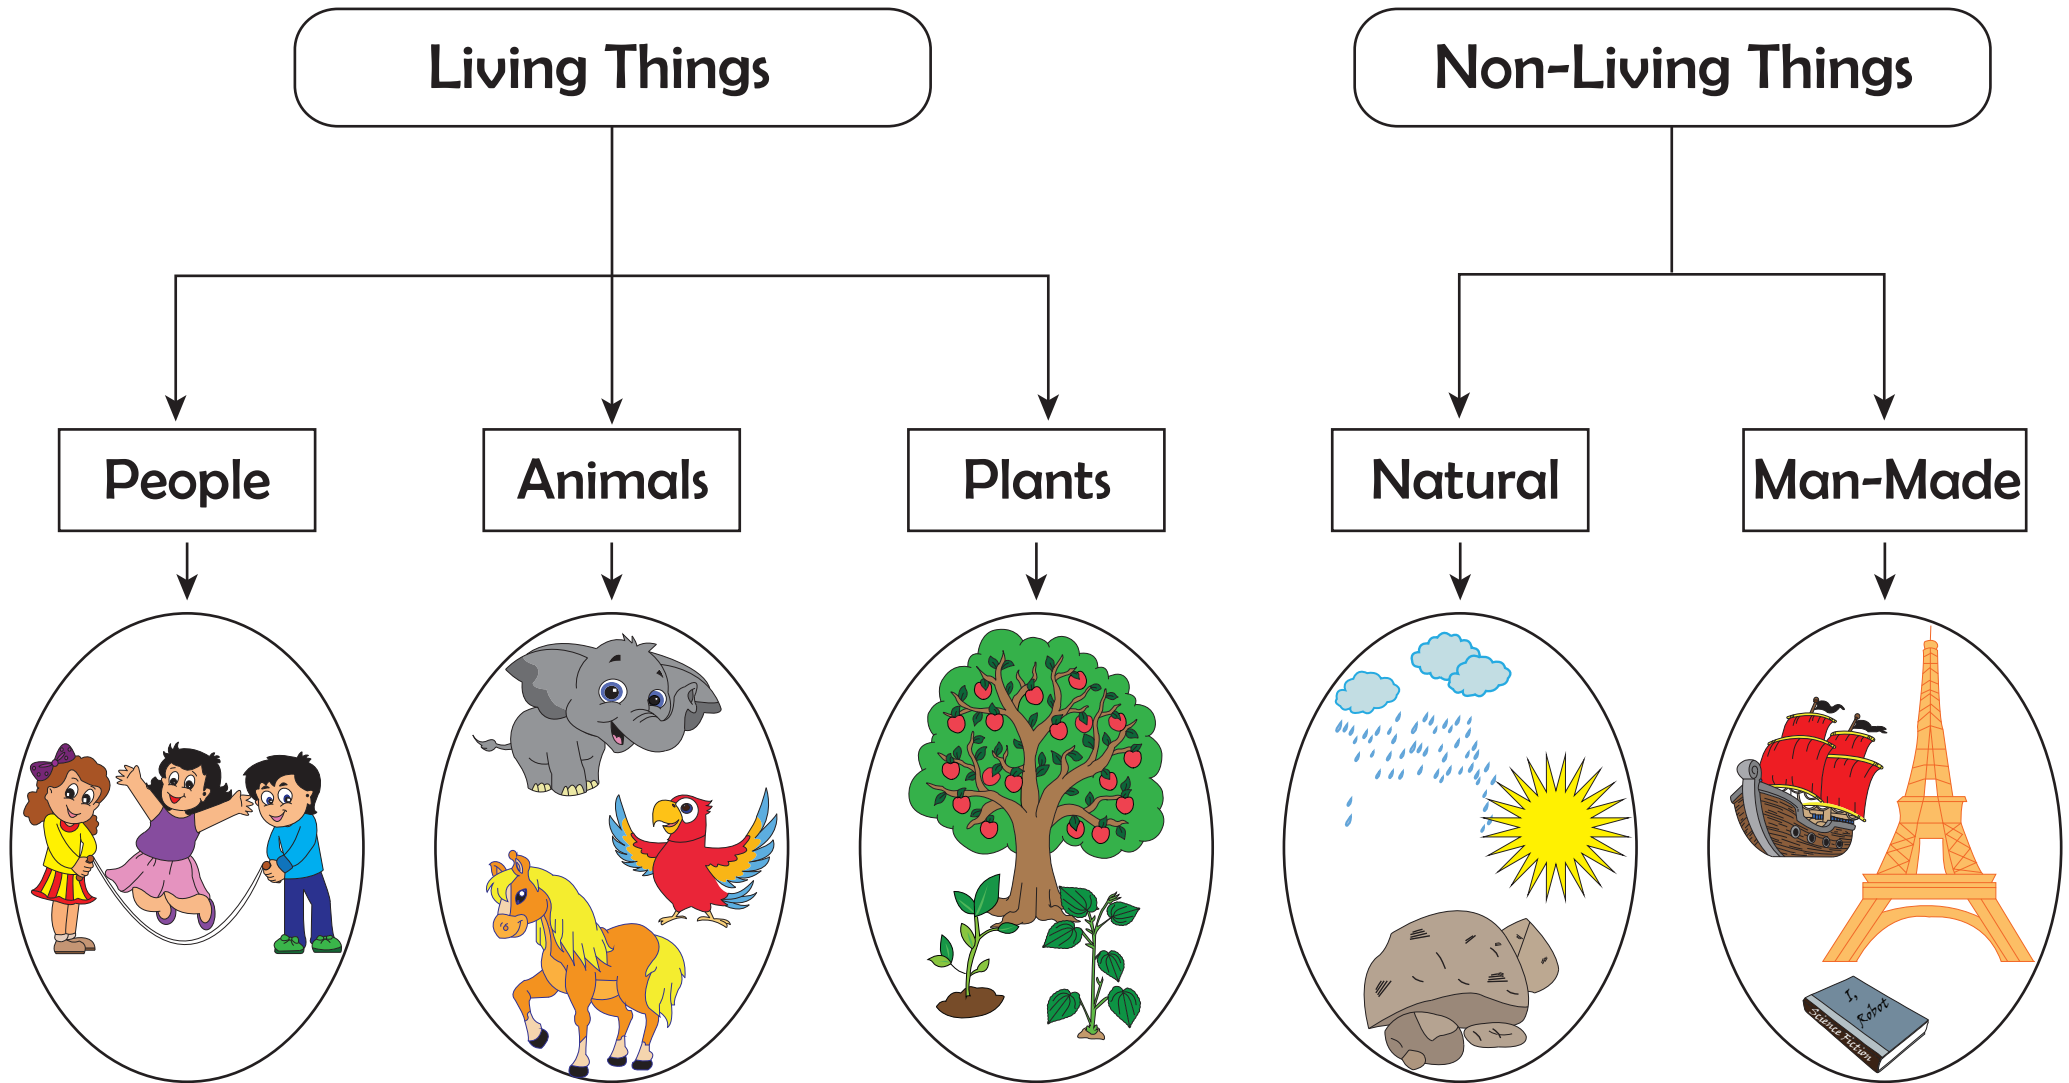 Living Things
Non-Living Things
People
Animals
Plants
Natural
Man-Made
I,
Robot
Science Fiction